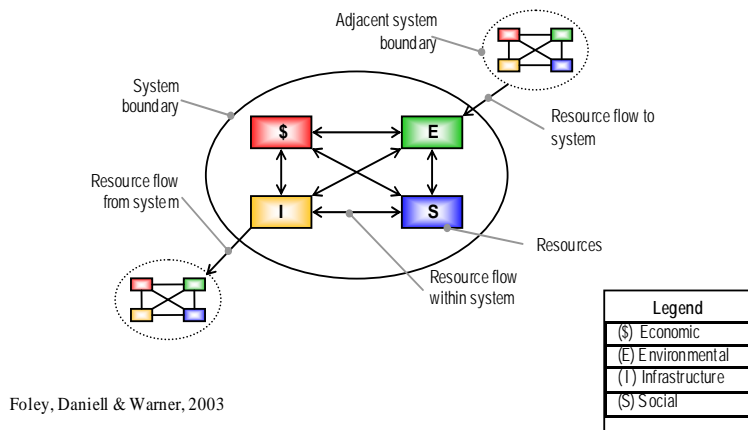 Adjacent system
boundary
System
boundary
$
E
Resource flow to
system
Resource flow
from system
I
S
Resources
Resource flow
within system
Legend
($) Economic
(E) Environmental
(I) Infrastructure
(S) Social
Foley, Daniell & Warner, 2003